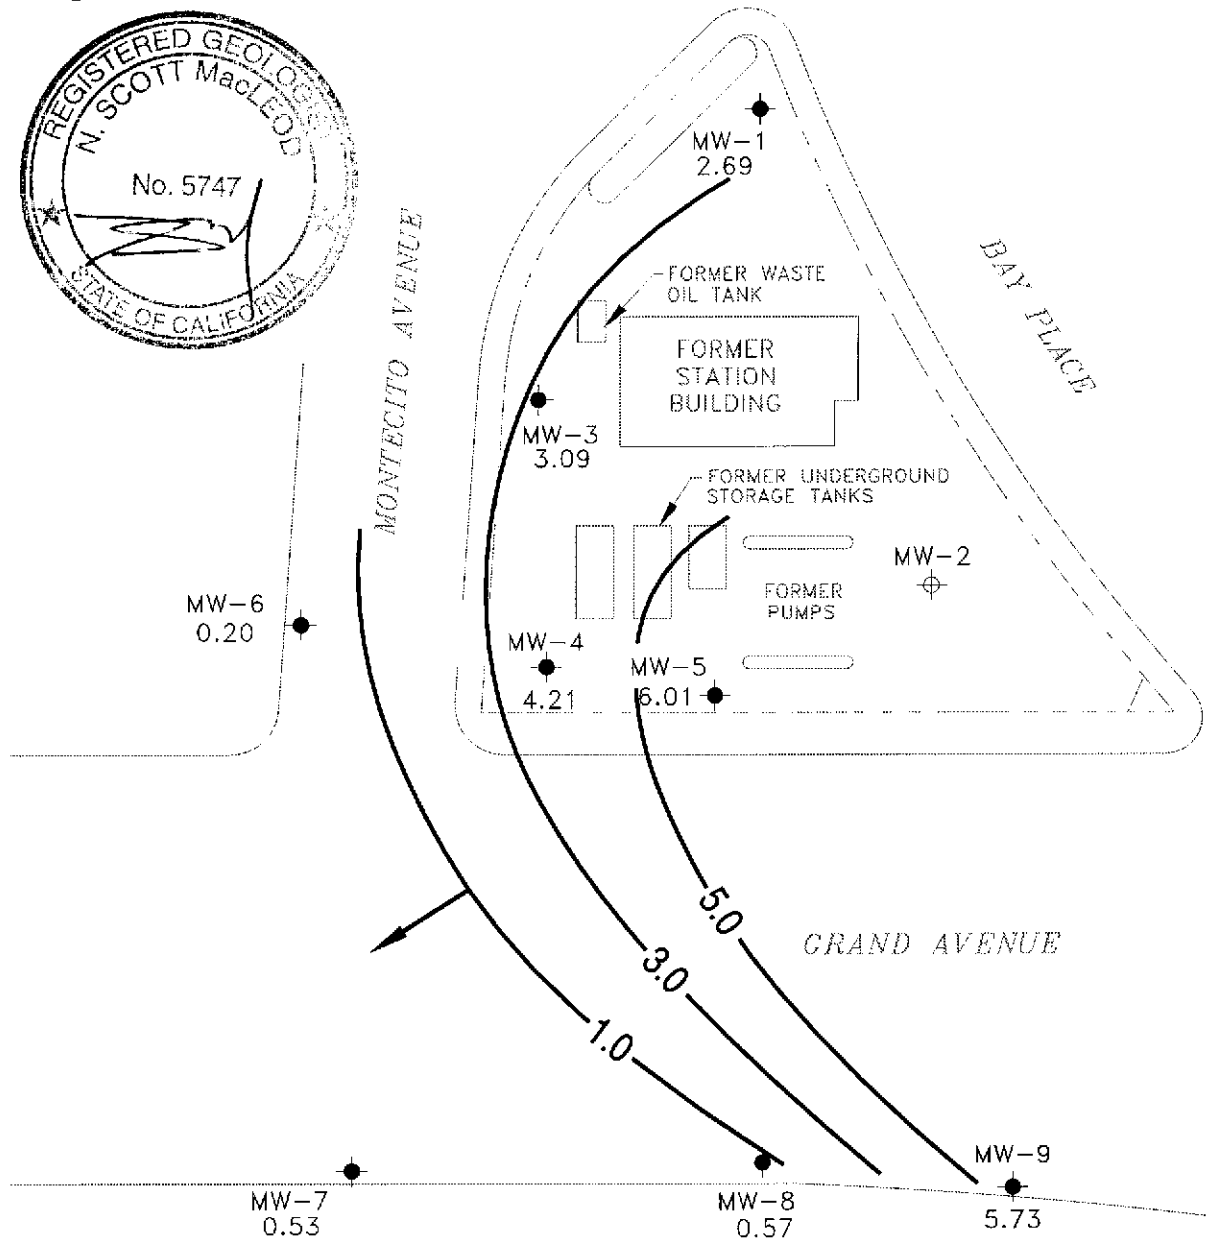 REGISTERED GEOLOGIST
N. SCOTT MacLEOD
No. 5747
STATE OF CALIFORNIA
MW-1
2.69
MONTECITO AVENUE
BAY PLACE
FORMER WASTE
OIL TANK
FORMER
STATION
BUILDING
MW-3
3.09
FORMER UNDERGROUND
STORAGE TANKS
MW-2
FORMER
PUMPS
MW-6
0.20
MW-4
4.21
MW-5
6.01
5.0
GRAND AVENUE
3.0
1.0
MW-9
5.73
MW-7
0.53
MW-8
0.57